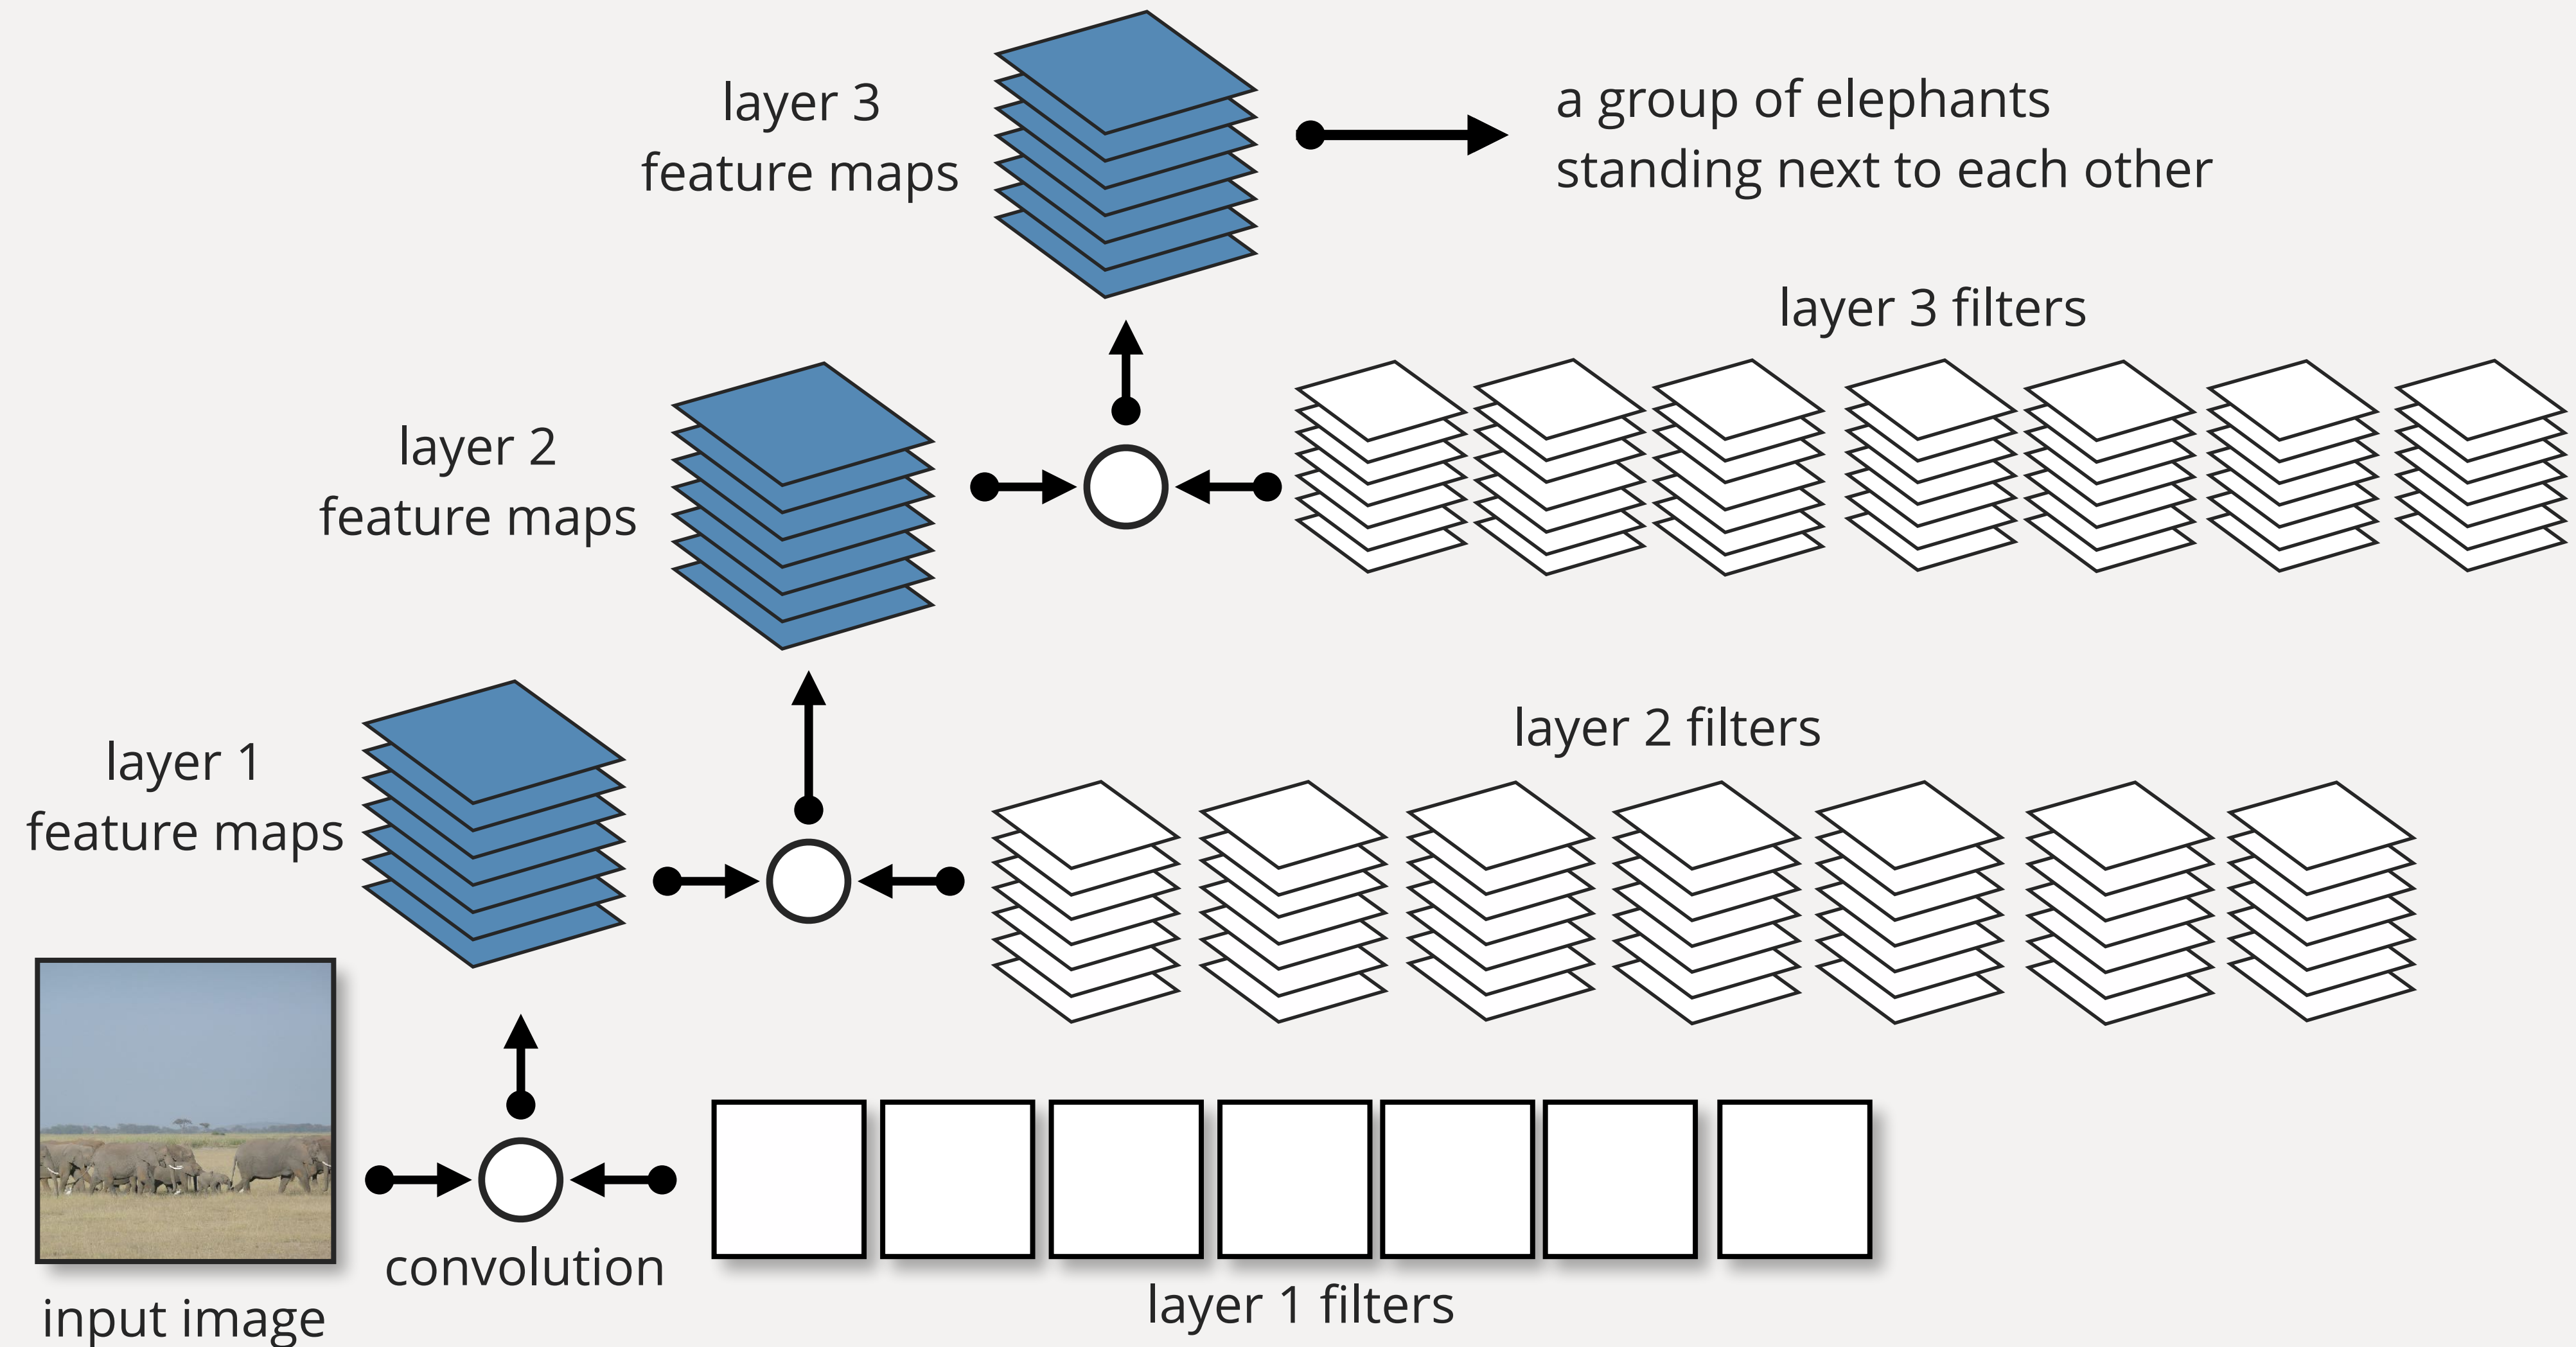 layer 3
feature maps
a group of elephants
standing next to each other
layer 3 filters
layer 2
feature maps
layer 2 filters
layer 1
feature maps
convolution
input image
layer 1 filters